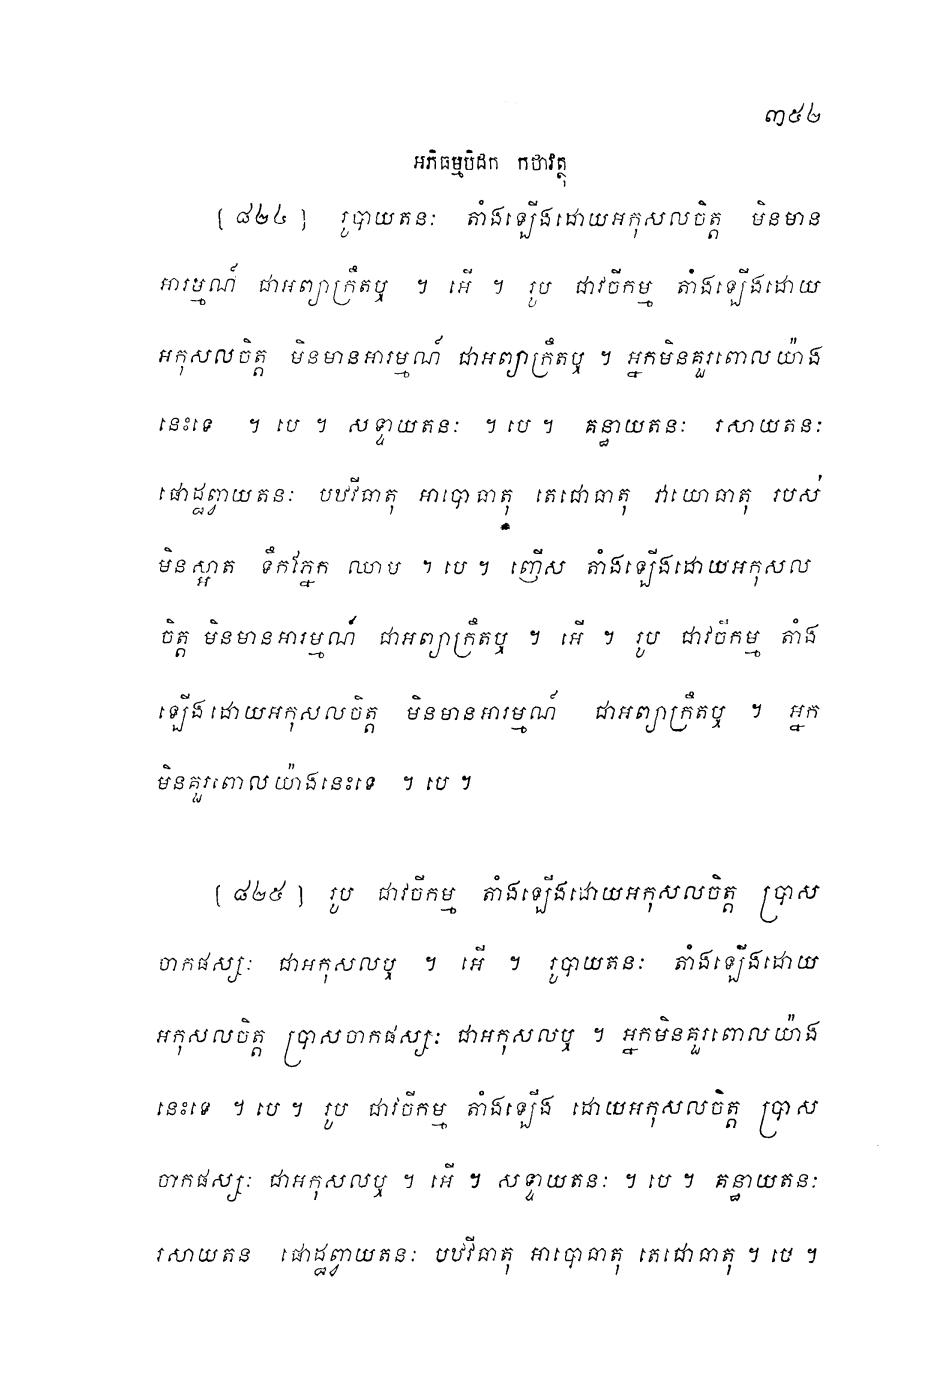 ៣៥២
អភិធម្មបិដក កថាវត្ថុ
[ ៨២៤ ] រូបាយតនៈ តាំងឡើងដោយអកុសលចិត្ត មិនមាន
អារម្មណ៍ ជាអព្យាក្រឹតឬ ។ អើ ។ រូប ជាវចីកម្ម តាំងឡើងដោយ
អកុសលចិត្ត មិនមានអារម្មណ៍ ជាអព្យាក្រឹតឬ ។ អ្នកមិនគួរពោលយ៉ាង
នេះទេ ។ បេ ។ សទ្ទាយតនៈ ។ បេ ។ គន្ធាយតនៈ រសាយតនៈ
ផោដ្ឋព្វាយតនៈ បឋវីធាតុ អាបោធាតុ តេជោធាតុ វាយោធាតុ របស់
មិនស្អាត ទឹកភ្នែក ឈាម ។ បេ ។ ញើស តាំងឡើងដោយអកុសល
ចិត្ត មិនមានអារម្មណ៍ ជាអព្យាក្រឹតឬ ។ អើ ។ រូប ជាវចីកម្ម តាំង
ឡើងដោយអកុសលចិត្ត មិនមានអារម្មណ៍ ជាអព្យាក្រឹតឬ ។ អ្នក
មិនគួរពោលយ៉ាងនេះទេ ។ បេ ។
[ ៨២៥ ] រូប ជាវចីកម្ម តាំងឡើងដោយអកុសលចិត្ត ប្រាស
ចាកផស្សៈ ជាអកុសលឬ ។ អើ ។ រូបាយតនៈ តាំងឡើងដោយ
អកុសលចិត្ត ប្រាសចាកផស្សៈ ជាអកុសលឬ ។ អ្នកមិនគួរពោលយ៉ាង
នេះទេ ។ បេ ។ រូប ជាវចីកម្ម តាំងឡើង ដោយអកុសលចិត្ត ប្រាស
ចាកផស្សៈ ជាអកុសលឬ ។ អើ ។ សទ្ទាយតនៈ ។ បេ ។ គន្ធាយតនៈ
រសាយតន ផោដ្ឋព្វាយតនៈ បឋវីធាតុ អាបោធាតុ តេជោធាតុ ។ បេ ។